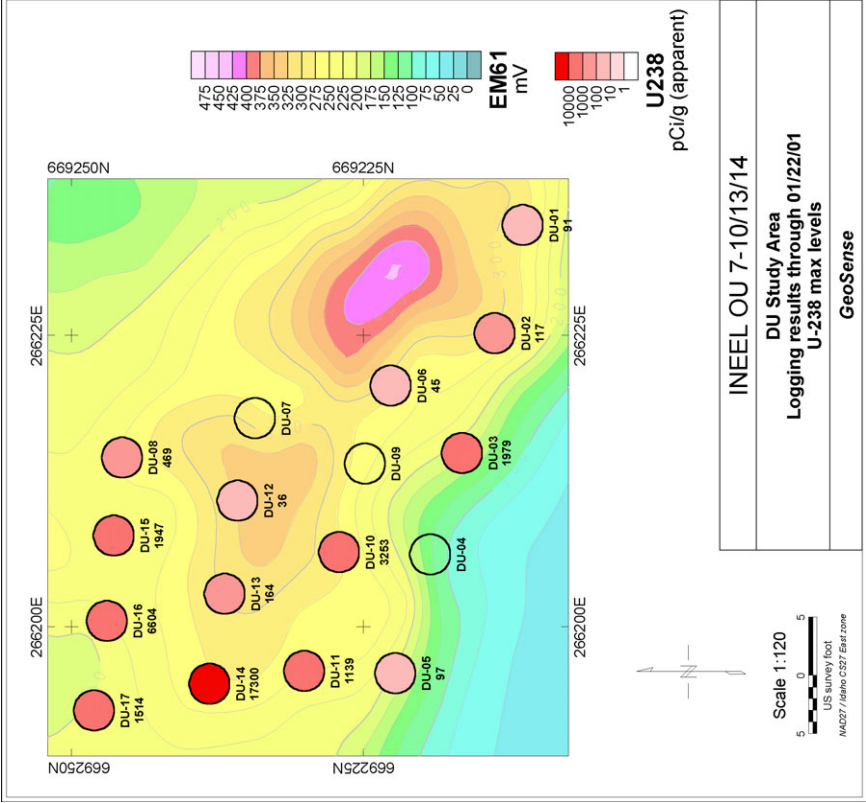 669250N
669225N
266225E
266200E
266225E
266200E
669250N
669225N
200
300
200
DU-01
91
DU-02
117
DU-03
1979
DU-04
DU-05
97
DU-06
45
DU-07
DU-08
469
DU-09
DU-10
3253
DU-11
1139
DU-12
36
DU-13
164
DU-14
17300
DU-15
1947
DU-16
6604
DU-17
1514
475
450
425
400
375
350
325
300
275
250
225
200
175
150
125
100
75
50
25
0
EM61
mV
10000
1000
100
10
1
U238
pCi/g (apparent)
N
Scale 1:120
5 0 5
US survey foot
NAD27 / Idaho CS27 East zone
INEEL OU 7-10/13/14
DU Study Area
Logging results through 01/22/01
U-238 max levels
GeoSense